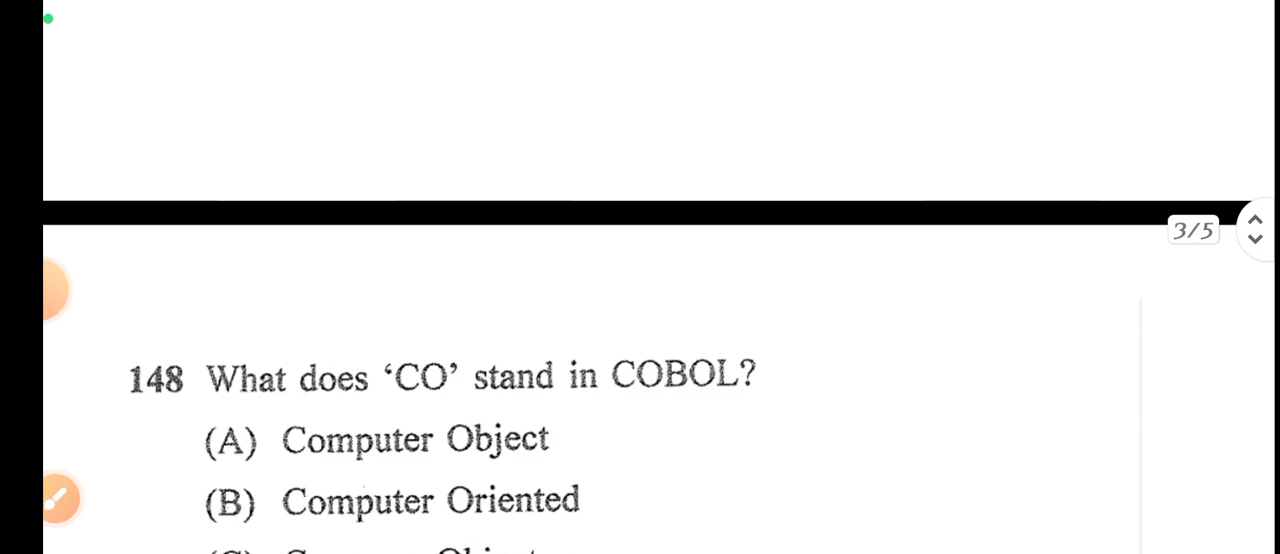 3/5
148 What does ‘CO’ stand in COBOL?
(A) Computer Object
(B) Computer Oriented